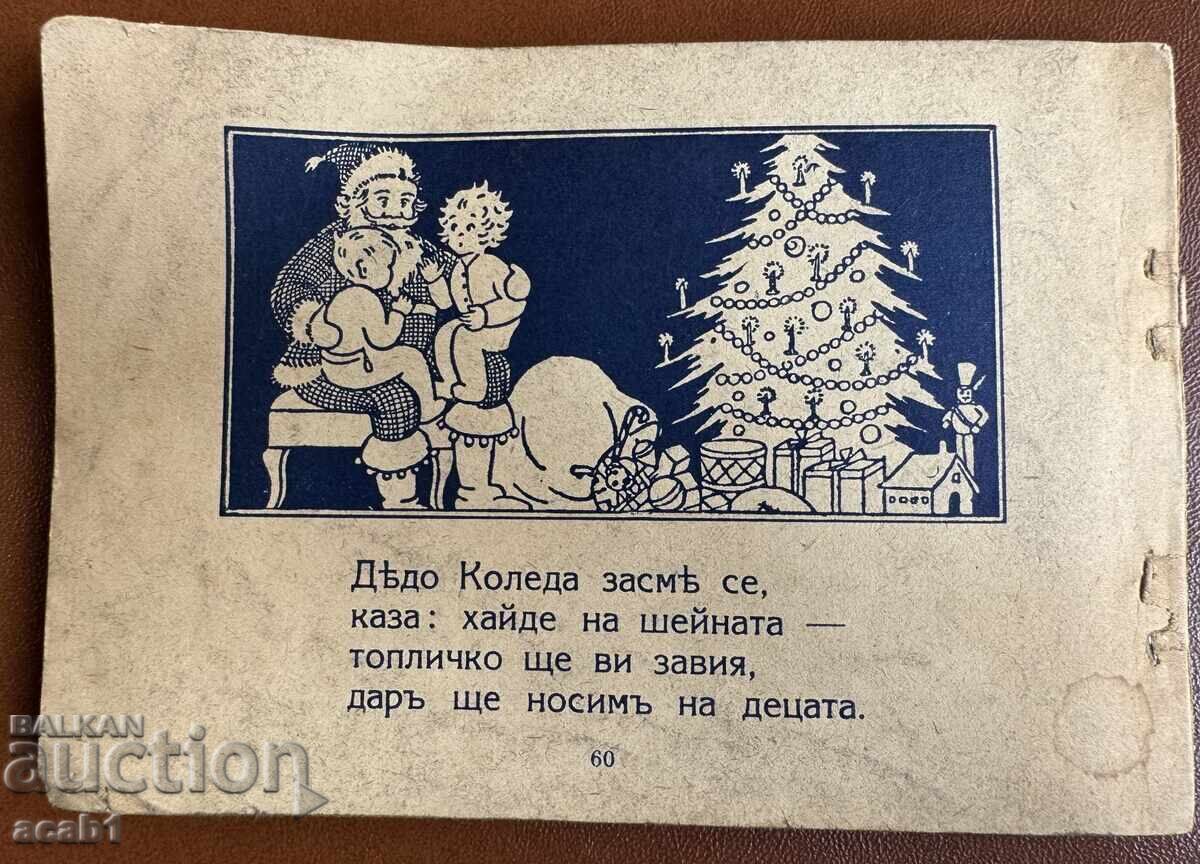 Дѣдо Коледа засмѣ се,
каза: хайде на шейната —
топличко ще ви завия,
даръ ще носимъ на децата.
60
BALKAN
auction
acab1